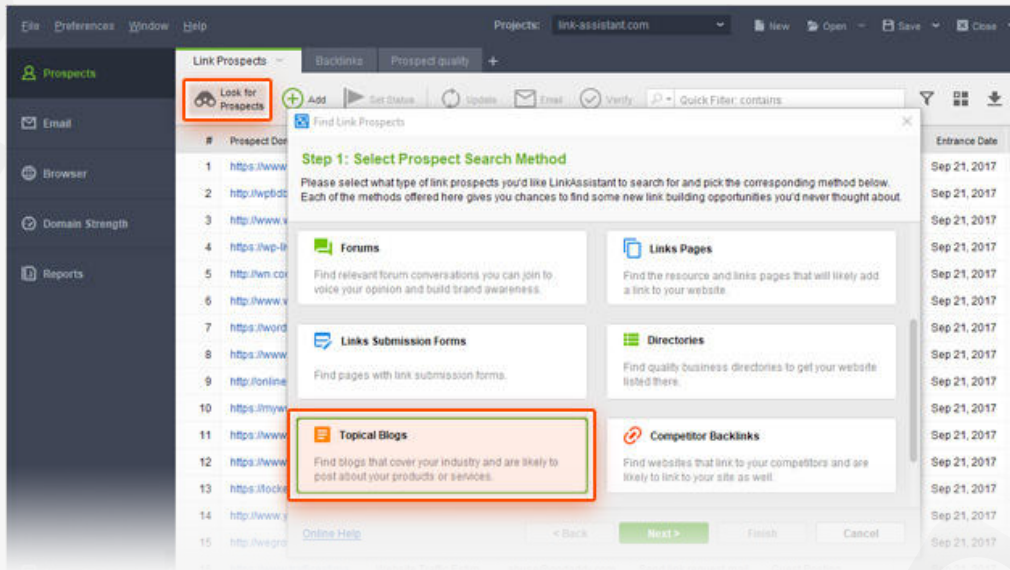 File Preferences Window Help Projects: link-assistant.com New Open Save Close
Prospects
Email
Browser
Domain Strength
Reports
Link Prospects Backlinks Prospect quality +
Look for
Prospects
Add Set Status Update Email Verify Quick Filter: contains
# Prospect Dom Entrance Date
1 https://www Sep 21, 2017
2 http://wptidb Sep 21, 2017
3 http://www.v Sep 21, 2017
4 https://wp-li Sep 21, 2017
5 http://wn.co Sep 21, 2017
6 http://www.v Sep 21, 2017
7 https://word Sep 21, 2017
8 https://www Sep 21, 2017
9 http://online Sep 21, 2017
10 https://myw Sep 21, 2017
11 https://www Sep 21, 2017
12 https://www Sep 21, 2017
13 https://locke Sep 21, 2017
14 http://www.y Sep 21, 2017
15 http://wegro Sep 21, 2017
Find Link Prospects
Step 1: Select Prospect Search Method
Please select what type of link prospects you'd like LinkAssistant to search for and pick the corresponding method below.
Each of the methods offered here gives you chances to find some new link building opportunities you'd never thought about
Forums
Find relevant forum conversations you can join to
voice your opinion and build brand awareness.
Links Pages
Find the resource and links pages that will likely add
a link to your website.
Links Submission Forms
Find pages with link submission forms.
Directories
Find quality business directories to get your website
listed there.
Topical Blogs
Find blogs that cover your industry and are likely to
post about your products or services.
Competitor Backlinks
Find websites that link to your competitors and are
likely to link to your site as well.
Online Help < Back Next > Finish Cancel